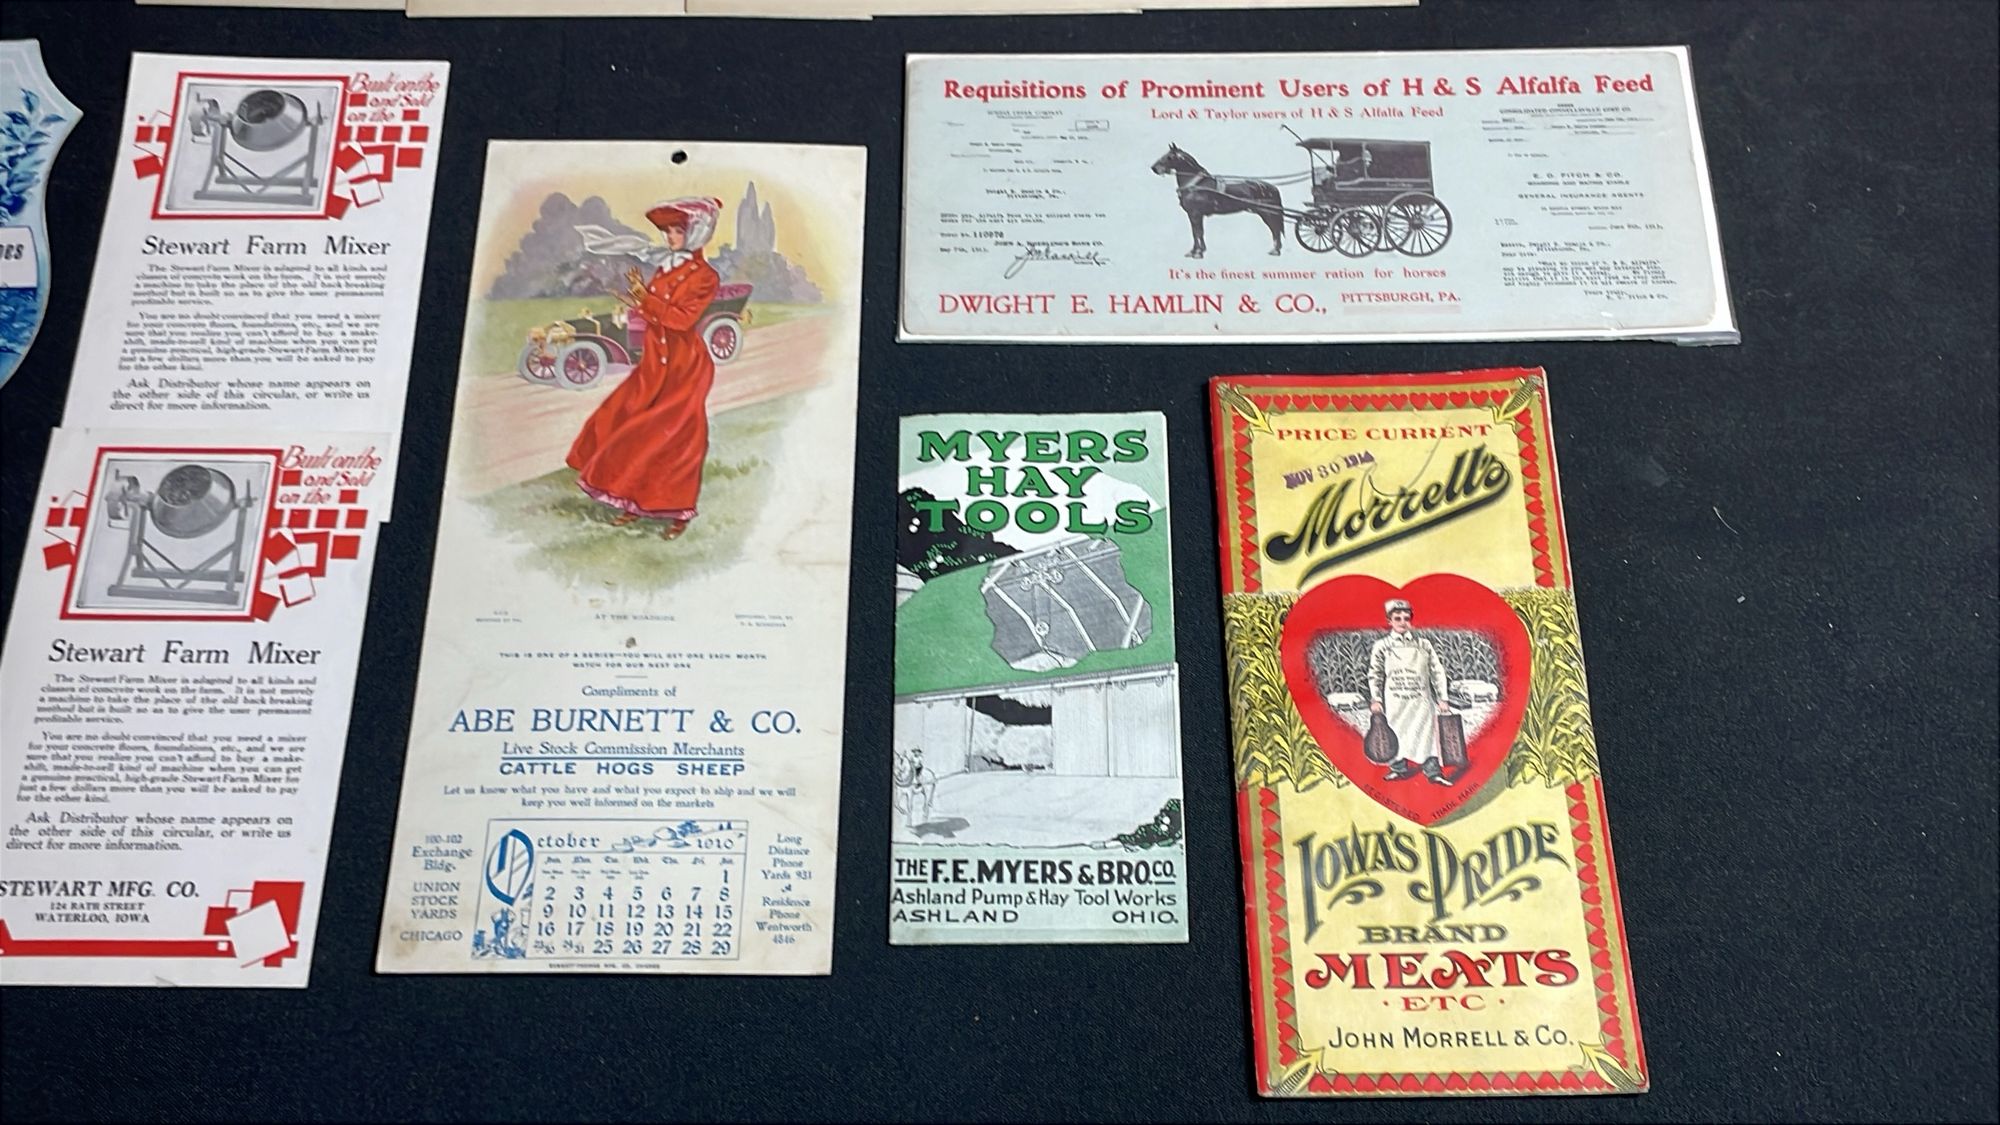 Built on the
and Sold
on the
Stewart Farm Mixer
The Stewart Farm Mixer is adapted to all kinds and
classes of concrete work on the farm. It is not merely
a machine to take the place of the old back breaking
method but is built so as to give the user permanent
profitable service.
You are no doubt convinced that you need a mixer
for your concrete floors, foundations, etc., and we are
sure that you realize you can't afford to buy a make-
shift, made-to-sell kind of machine when you can get
a genuine practical, high-grade Stewart Farm Mixer for
just a few dollars more than you will be asked to pay
for the other kind.
Ask Distributor whose name appears on
the other side of this circular, or write us
direct for more information.
Built on the
and Sold
on the
Stewart Farm Mixer
The Stewart Farm Mixer is adapted to all kinds and
classes of concrete work on the farm. It is not merely
a machine to take the place of the old back breaking
method but is built so as to give the user permanent
profitable service.
You are no doubt convinced that you need a mixer
for your concrete floors, foundations, etc., and we are
sure that you realize you can't afford to buy a make-
shift, made-to-sell kind of machine when you can get
a genuine practical, high-grade Stewart Farm Mixer for
just a few dollars more than you will be asked to pay
for the other kind.
Ask Distributor whose name appears on
the other side of this circular, or write us
direct for more information.
STEWART MFG. CO.
124 RATH STREET
WATERLOO, IOWA
AT THE ROADSIDE
THIS IS ONE OF A SERIES—YOU WILL GET ONE EACH MONTH
WATCH FOR OUR NEXT ONE
Compliments of
ABE BURNETT & CO.
Live Stock Commission Merchants
CATTLE HOGS SHEEP
Let us know what you have and what you expect to ship and we will
keep you well informed on the markets
100-102
Exchange
Bldg.
UNION
STOCK
YARDS
CHICAGO
October 1910
Sun. Mon. Tue. Wed. Thu. Fri. Sat.
1
2 3 4 5 6 7 8
9 10 11 12 13 14 15
16 17 18 19 20 21 22
23/30 24/31 25 26 27 28 29
Long
Distance
Phone
Yards 931
Residence
Phone
Wentworth
4846
Requisitions of Prominent Users of H & S Alfalfa Feed
Lord & Taylor users of H & S Alfalfa Feed
E. D. FITCH & CO.
GENERAL INSURANCE AGENTS
It's the finest summer ration for horses
DWIGHT E. HAMLIN & CO., PITTSBURGH, PA.
MYERS
HAY
TOOLS
THE F.E. MYERS & BRO. CO.
Ashland Pump & Hay Tool Works
ASHLAND OHIO.
PRICE CURRENT
NOV 30 1914
Morrell's
REGISTERED TRADE MARK
IOWA'S PRIDE
BRAND
MEATS
· ETC ·
JOHN MORRELL & CO.